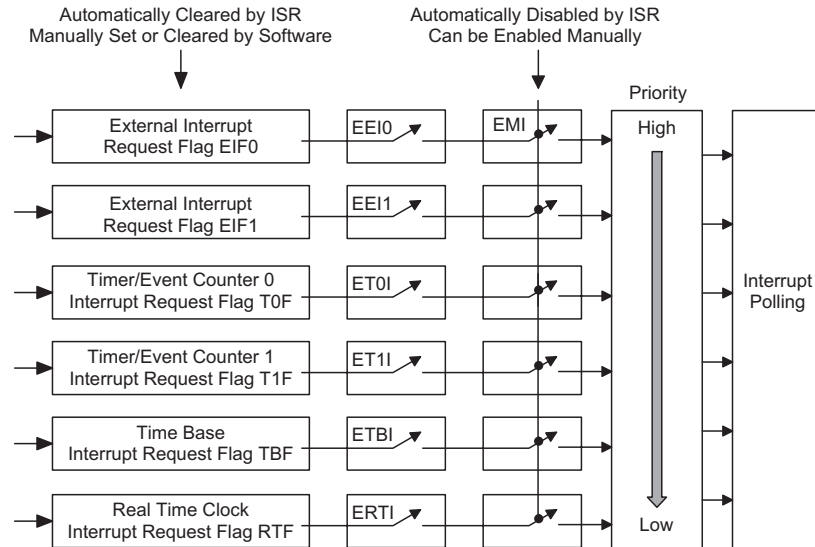 Automatically Cleared by ISR
Manually Set or Cleared by Software
Automatically Disabled by ISR
Can be Enabled Manually
Priority
External Interrupt
Request Flag EIF0
EEI0
EMI
High
External Interrupt
Request Flag EIF1
EEI1
Timer/Event Counter 0
Interrupt Request Flag T0F
ET0I
Interrupt
Polling
Timer/Event Counter 1
Interrupt Request Flag T1F
ET1I
Time Base
Interrupt Request Flag TBF
ETBI
Real Time Clock
Interrupt Request Flag RTF
ERTI
Low